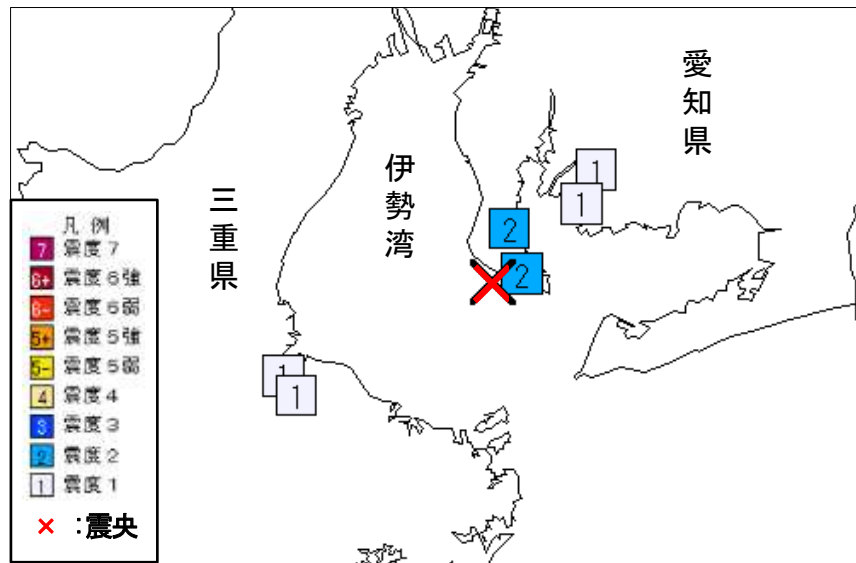 愛知県
伊勢湾
三重県
1
1
2
2
1
1
凡例
7 震度7
6+ 震度6強
6- 震度6弱
5+ 震度5強
5- 震度5弱
4 震度4
3 震度3
2 震度2
1 震度1
×:震央